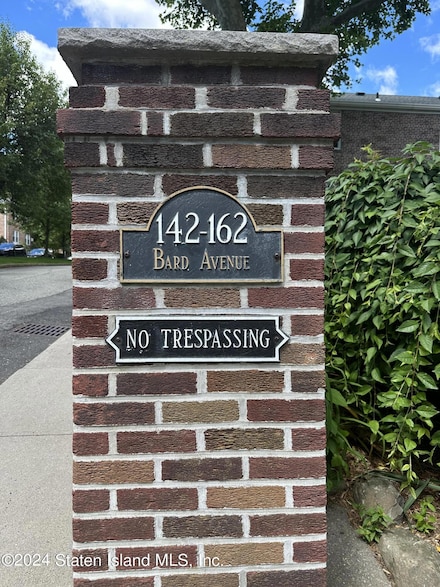 142-162
BARD AVENUE
NO TRESPASSING
©2024 Staten Island MLS, inc.